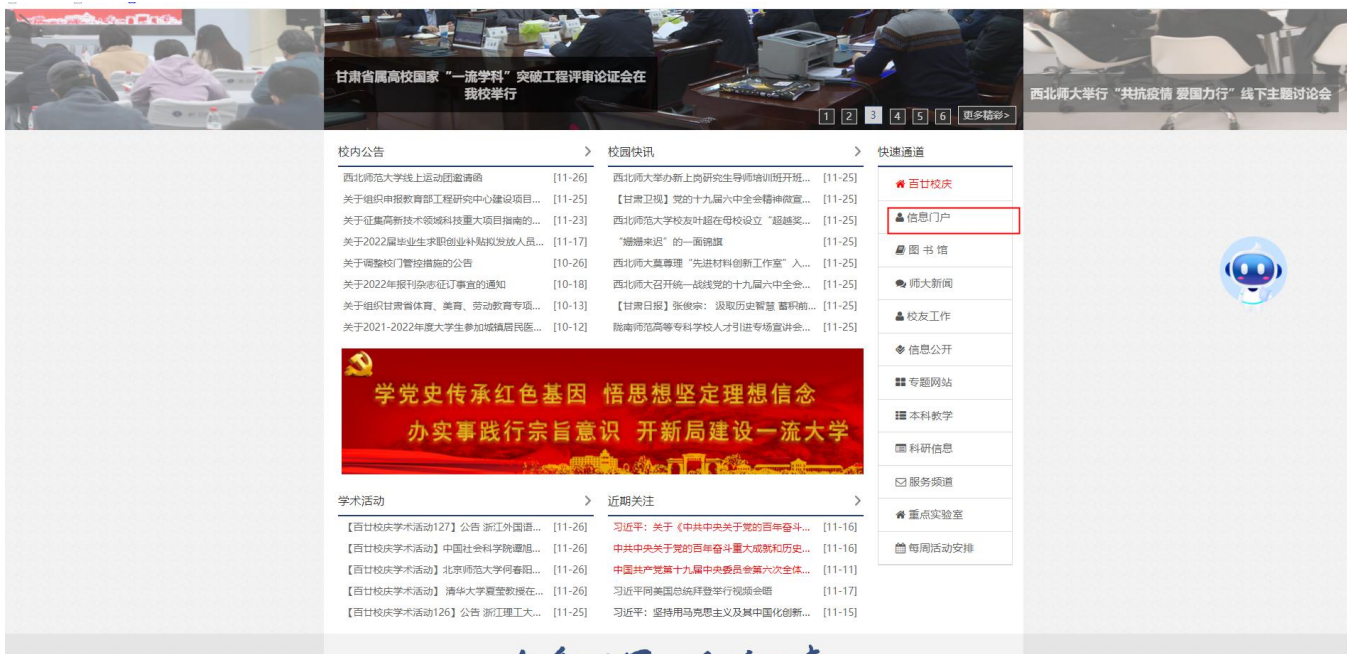 甘肃省属高校国家“一流学科”突破工程评审论证会在
我校举行
1 2 3 4 5 6 更多精彩>
西北师大举行“共抗疫情 爱国力行”线下主题讨论会
校内公告 >
西北师范大学线上运动团邀请函 [11-26]
关于组织申报教育部工程研究中心建设项目... [11-25]
关于征集高新技术领域科技重大项目指南的... [11-23]
关于2022届毕业生求职创业补贴拟发放人员... [11-17]
关于调整校门管控措施的公告 [10-26]
关于2022年报刊杂志征订事宜的通知 [10-18]
关于组织甘肃省体育、美育、劳动教育专项... [10-13]
关于2021-2022年度大学生参加城镇居民医... [10-12]
校园快讯 >
西北师大举办新上岗研究生导师培训班开班... [11-25]
【甘肃卫视】党的十九届六中全会精神微宣... [11-25]
西北师范大学校友叶超在母校设立“超越奖... [11-25]
“姗姗来迟”的一面锦旗 [11-25]
西北师大莫尊理“先进材料创新工作室”入... [11-25]
西北师大召开统一战线党的十九届六中全会... [11-25]
【甘肃日报】张俊宗： 汲取历史智慧 蓄积前... [11-25]
陇南师范高等专科学校人才引进专场宣讲会... [11-25]
快速通道
百廿校庆
信息门户
图 书 馆
师大新闻
校友工作
信息公开
专题网站
本科教学
科研信息
服务频道
重点实验室
每周活动安排
学党史传承红色基因 悟思想坚定理想信念
办实事践行宗旨意识 开新局建设一流大学
学术活动 >
【百廿校庆学术活动127】公告 浙江外国语... [11-26]
【百廿校庆学术活动】中国社会科学院谭旭... [11-26]
【百廿校庆学术活动】北京师范大学何春阳... [11-26]
【百廿校庆学术活动】 清华大学夏莹教授在... [11-26]
【百廿校庆学术活动126】公告 浙江理工大... [11-25]
近期关注 >
习近平：关于《中共中央关于党的百年奋斗... [11-16]
中共中央关于党的百年奋斗重大成就和历史... [11-16]
中国共产党第十九届中央委员会第六次全体... [11-11]
习近平同美国总统拜登举行视频会晤 [11-17]
习近平：坚持用马克思主义及其中国化创新... [11-15]